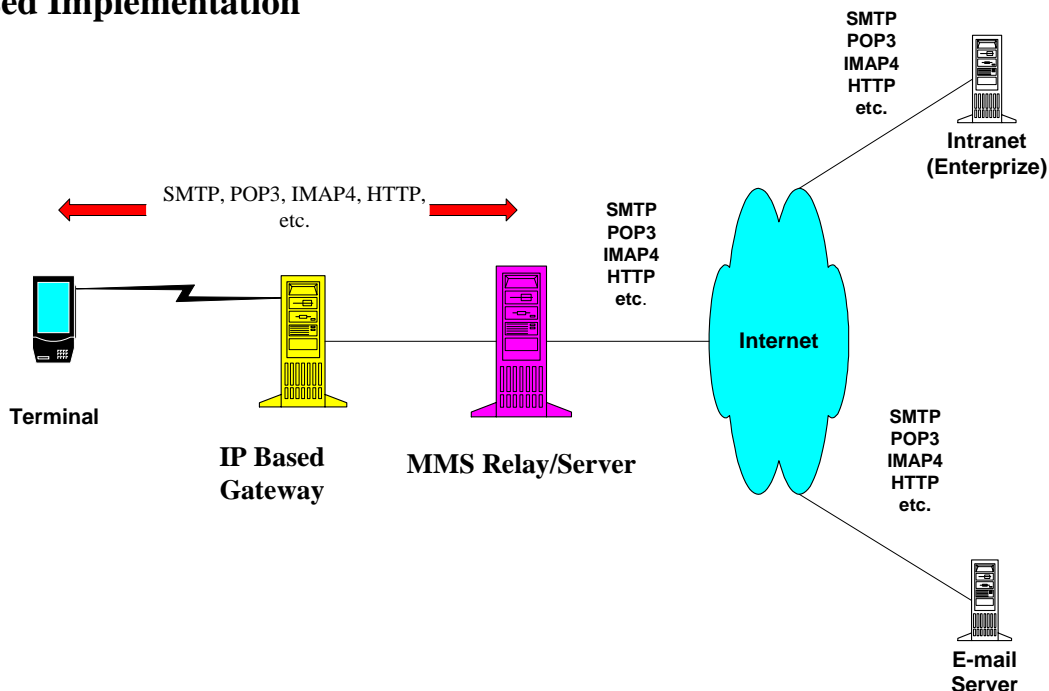 ed Implementation
SMTP
POP3
IMAP4
HTTP
etc.
Intranet
(Enterprize)
SMTP, POP3, IMAP4, HTTP,
etc.
SMTP
POP3
IMAP4
HTTP
etc.
Internet
Terminal
IP Based
Gateway
MMS Relay/Server
SMTP
POP3
IMAP4
HTTP
etc.
E-mail
Server